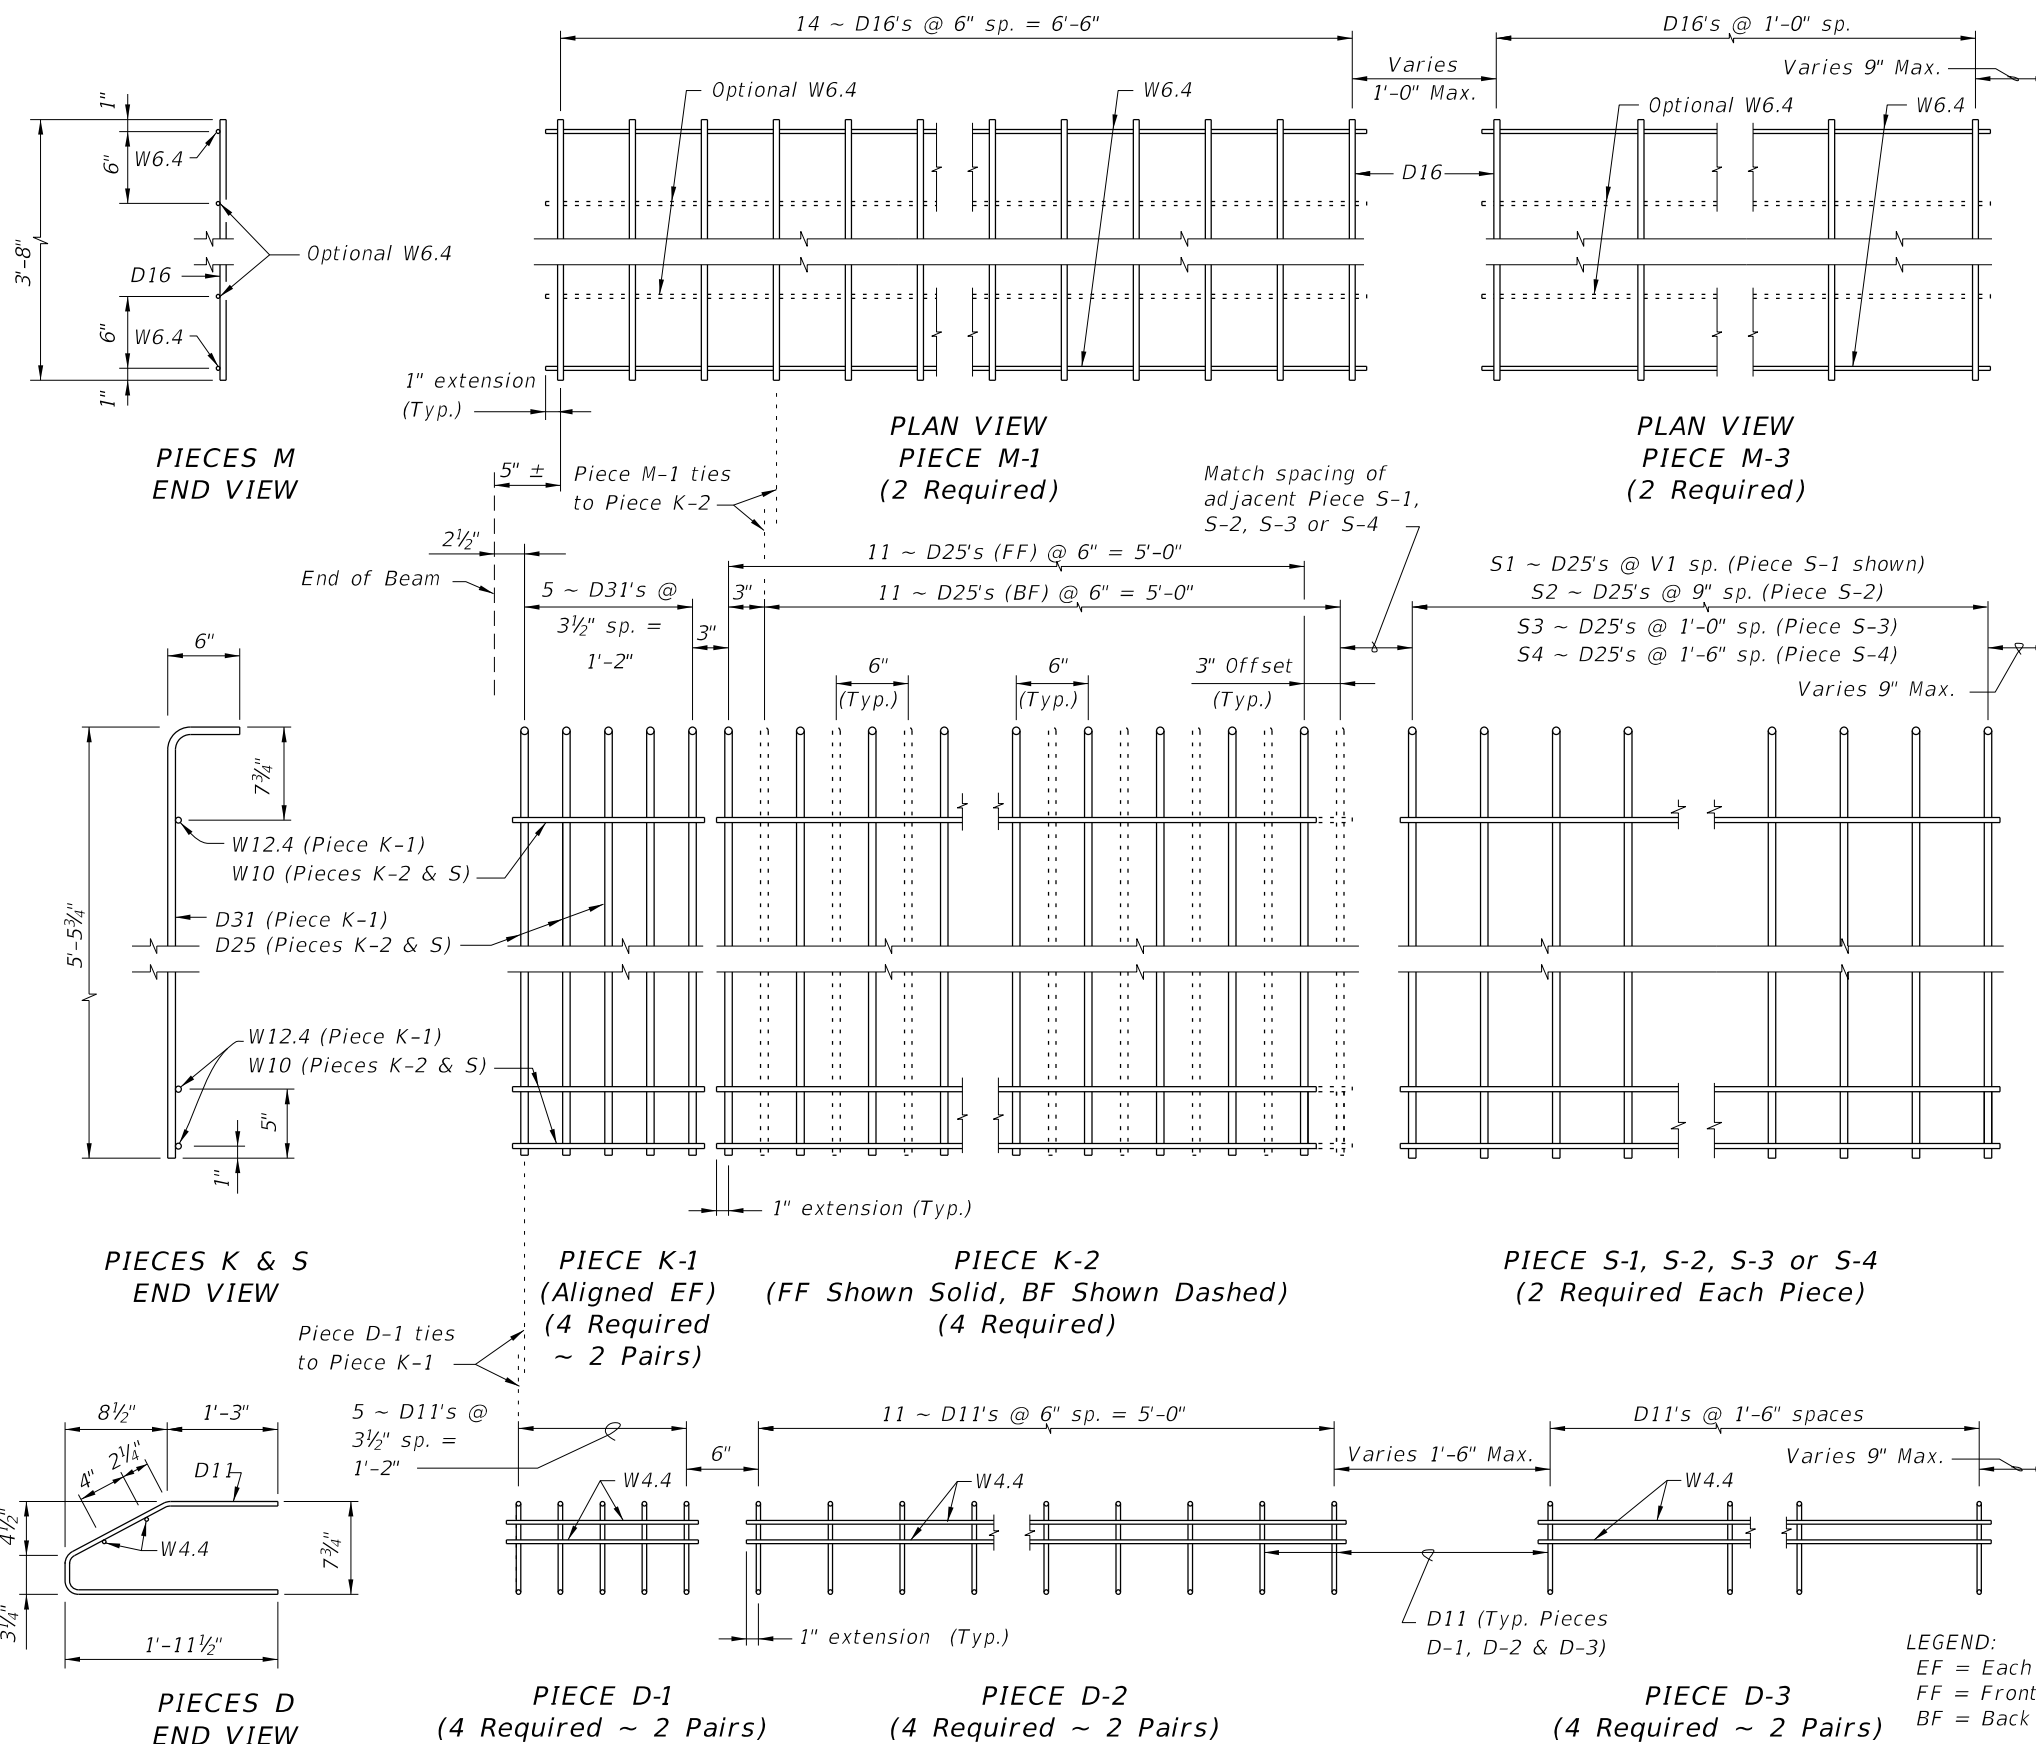 14 ~ D16's @ 6" sp. = 6'-6"
D16's @ 1'-0" sp.
Varies
1'-0" Max.
Varies 9" Max.
Optional W6.4
W6.4
Optional W6.4
W6.4
1"
6"
W6.4
3'-8"
D16
Optional W6.4
D16
6"
W6.4
1"
1" extension
(Typ.)
PIECES M
END VIEW
PLAN VIEW
PIECE M-1
(2 Required)
PLAN VIEW
PIECE M-3
(2 Required)
5" ±
Piece M-1 ties
to Piece K-2
Match spacing of
adjacent Piece S-1,
S-2, S-3 or S-4
2½"
End of Beam
5 ~ D31's @
3½" sp. =
1'-2"
3"
3"
11 ~ D25's (FF) @ 6" = 5'-0"
11 ~ D25's (BF) @ 6" = 5'-0"
6"
(Typ.)
6"
(Typ.)
3" Offset
(Typ.)
S1 ~ D25's @ V1 sp. (Piece S-1 shown)
S2 ~ D25's @ 9" sp. (Piece S-2)
S3 ~ D25's @ 1'-0" sp. (Piece S-3)
S4 ~ D25's @ 1'-6" sp. (Piece S-4)
Varies 9" Max.
6"
7¾"
W12.4 (Piece K-1)
W10 (Pieces K-2 & S)
5'-5¾"
D31 (Piece K-1)
D25 (Pieces K-2 & S)
W12.4 (Piece K-1)
W10 (Pieces K-2 & S)
5"
1"
1" extension (Typ.)
PIECES K & S
END VIEW
PIECE K-1
(Aligned EF)
(4 Required
~ 2 Pairs)
PIECE K-2
(FF Shown Solid, BF Shown Dashed)
(4 Required)
PIECE S-1, S-2, S-3 or S-4
(2 Required Each Piece)
Piece D-1 ties
to Piece K-1
8½"
1'-3"
4"
2¼"
D11
4½"
W4.4
7¾"
3¼"
1'-11½"
5 ~ D11's @
3½" sp. =
1'-2"
W4.4
6"
11 ~ D11's @ 6" sp. = 5'-0"
W4.4
Varies 1'-6" Max.
D11's @ 1'-6" spaces
Varies 9" Max.
W4.4
1" extension (Typ.)
D11 (Typ. Pieces
D-1, D-2 & D-3)
PIECES D
END VIEW
PIECE D-1
(4 Required ~ 2 Pairs)
PIECE D-2
(4 Required ~ 2 Pairs)
PIECE D-3
(4 Required ~ 2 Pairs)
LEGEND:
EF = Each
FF = Front
BF = Back